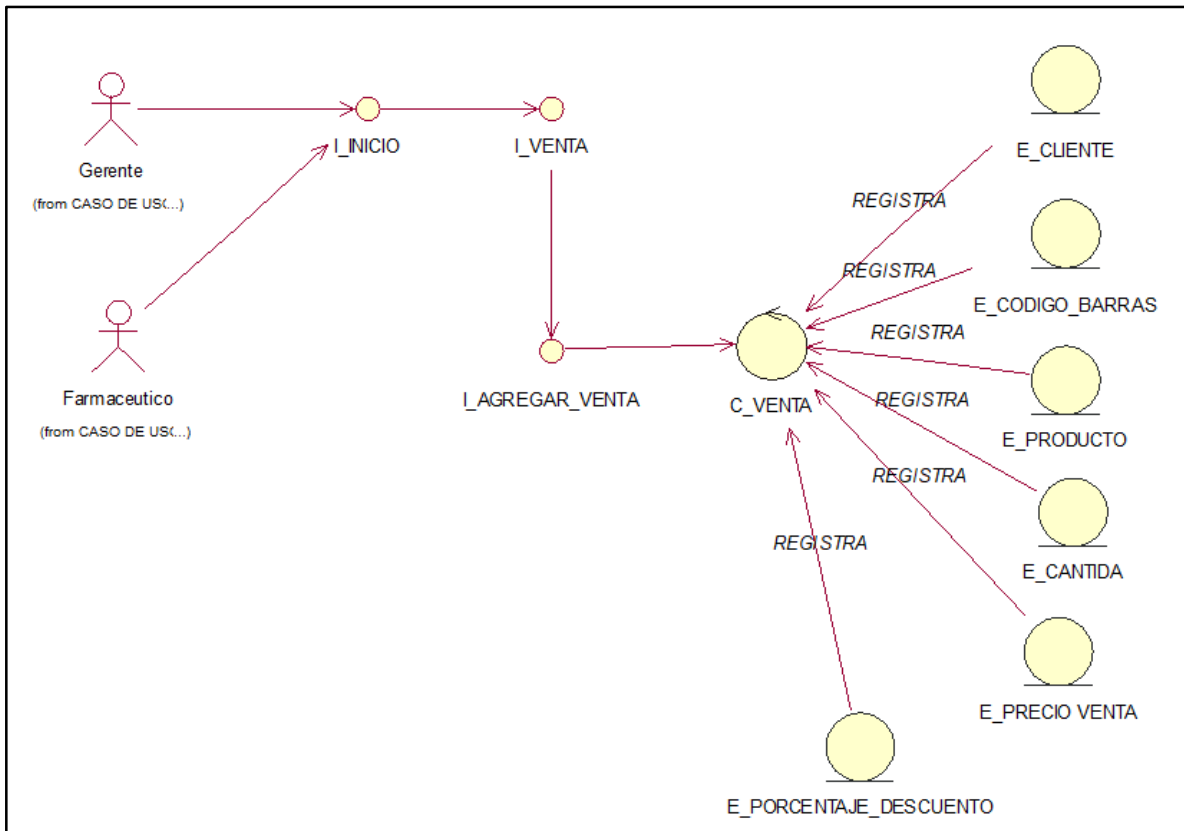 Gerente
(from CASO DE US(...)
Farmaceutico
(from CASO DE US(...)
I_INICIO
I_VENTA
I_AGREGAR_VENTA
C_VENTA
REGISTRA
REGISTRA
REGISTRA
REGISTRA
REGISTRA
REGISTRA
E_CLIENTE
E_CODIGO_BARRAS
E_PRODUCTO
E_CANTIDA
E_PRECIO VENTA
E_PORCENTAJE_DESCUENTO